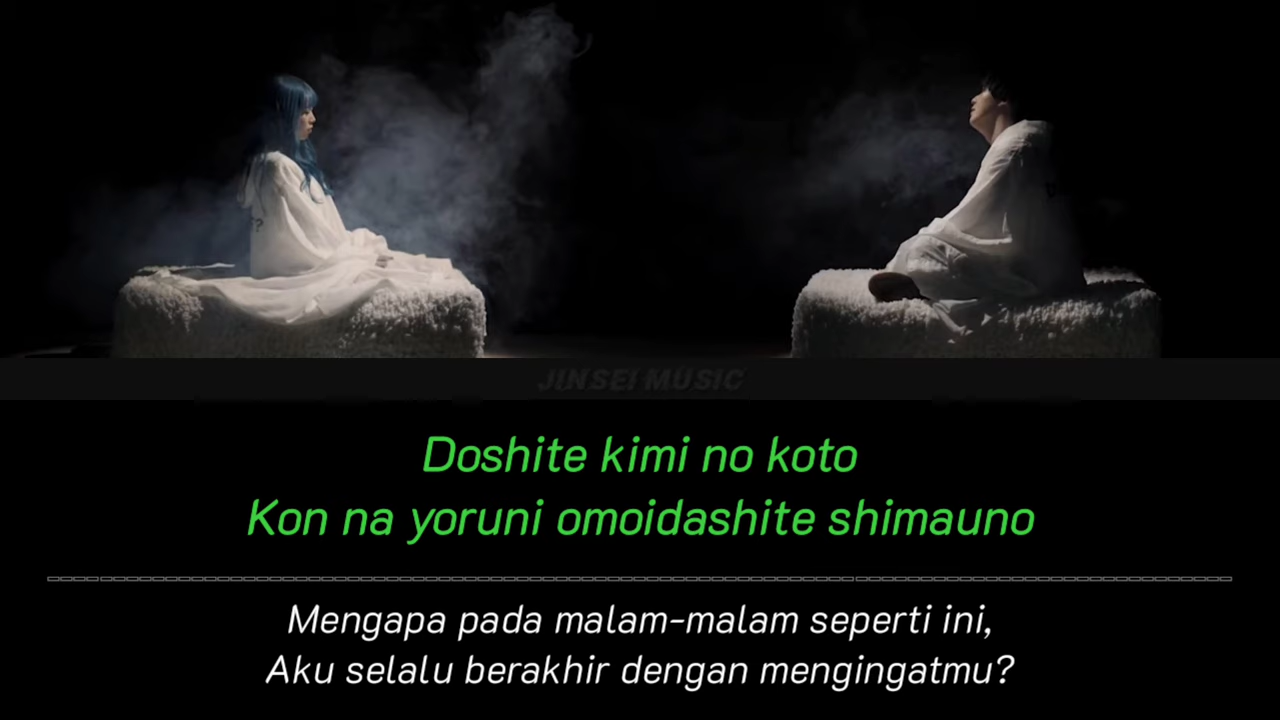 JINSEI MUSIC
Doshite kimi no koto
Kon na yoruni omoidashite shimauno
Mengapa pada malam-malam seperti ini,
Aku selalu berakhir dengan mengingatmu?